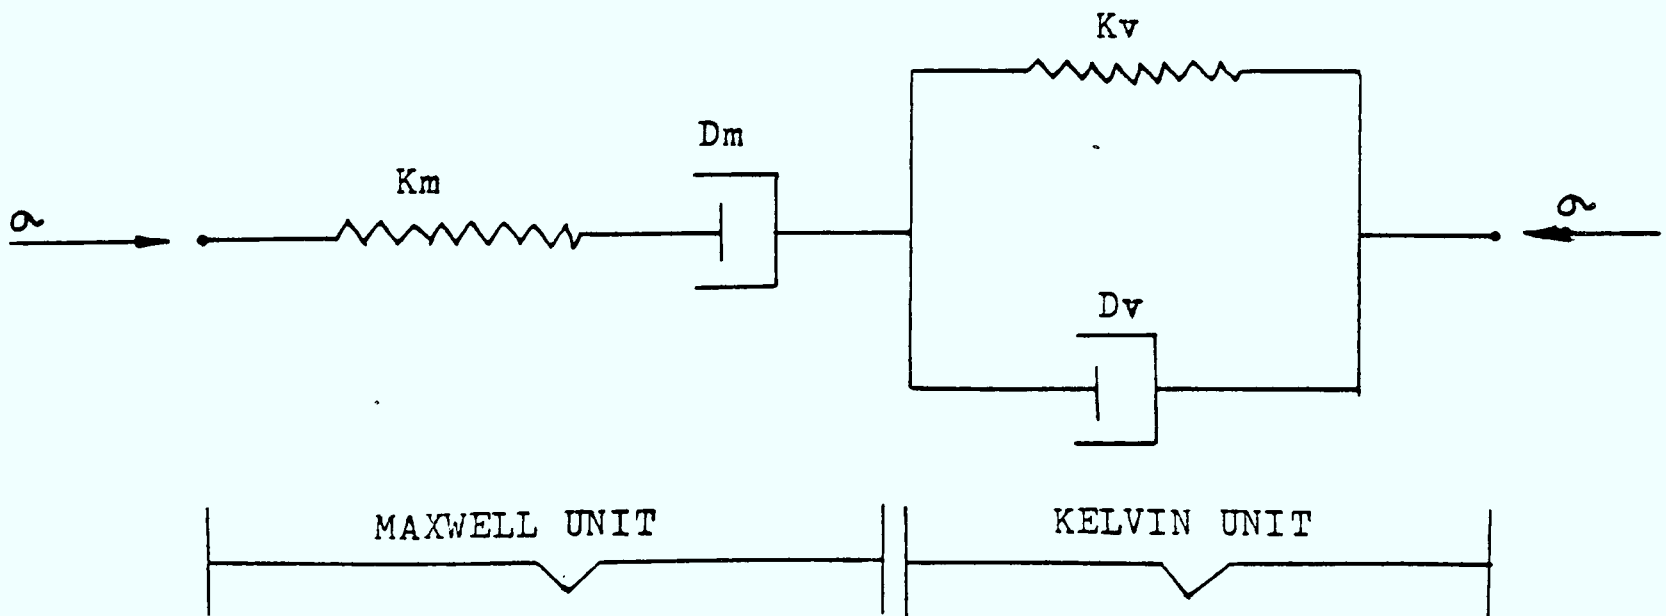 Kv
Dm
Km
σ
σ
Dv
MAXWELL UNIT
KELVIN UNIT